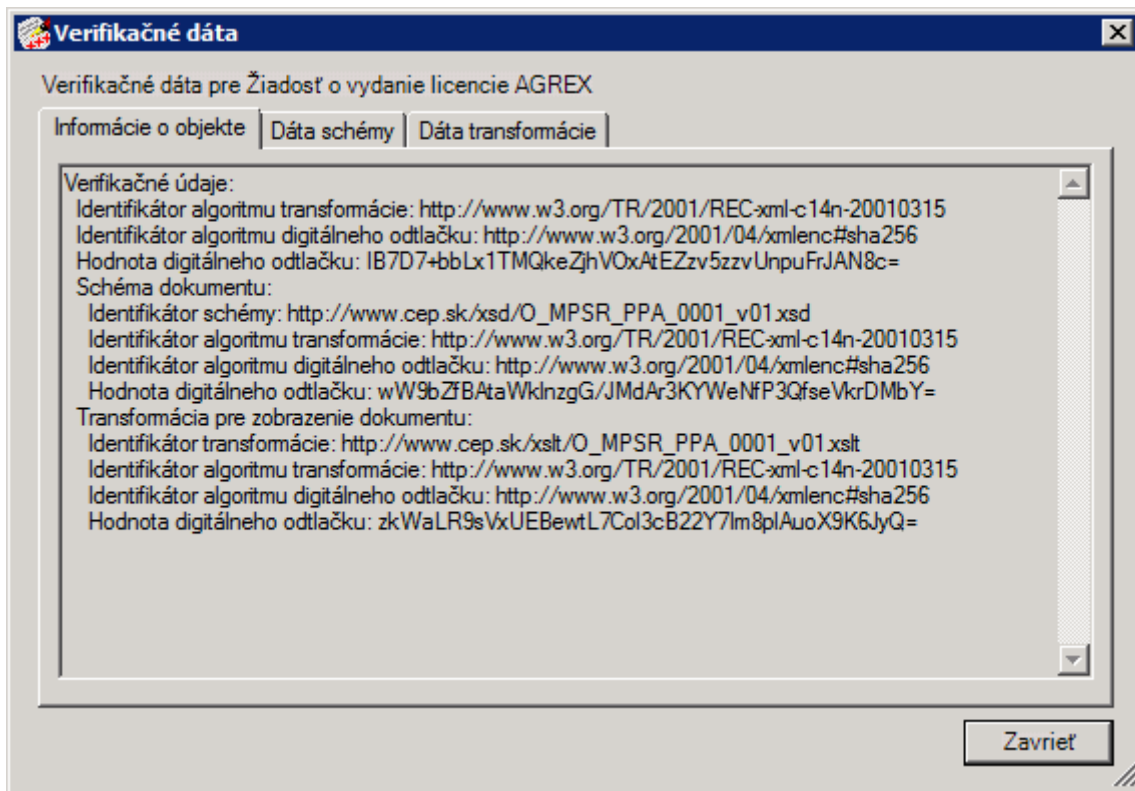 Verifikačné dáta
Verifikačné dáta pre Žiadosť o vydanie licencie AGREX
Informácie o objekte
Dáta schémy
Dáta transformácie
Verifikačné údaje:
Identifikátor algoritmu transformácie: http://www.w3.org/TR/2001/REC-xml-c14n-20010315
Identifikátor algoritmu digitálneho odtlačku: http://www.w3.org/2001/04/xmlenc#sha256
Hodnota digitálneho odtlačku: IB7D7+bbLx1TMQkeZjhVOxAtEZzv5zzvUnpuFrJAN8c=
Schéma dokumentu:
Identifikátor schémy: http://www.cep.sk/xsd/O_MPSR_PPA_0001_v01.xsd
Identifikátor algoritmu transformácie: http://www.w3.org/TR/2001/REC-xml-c14n-20010315
Identifikátor algoritmu digitálneho odtlačku: http://www.w3.org/2001/04/xmlenc#sha256
Hodnota digitálneho odtlačku: wW9bZfBAtaWkInzgG/JMdAr3KYWeNfP3QfseVkrDMbY=
Transformácia pre zobrazenie dokumentu:
Identifikátor transformácie: http://www.cep.sk/xslt/O_MPSR_PPA_0001_v01.xslt
Identifikátor algoritmu transformácie: http://www.w3.org/TR/2001/REC-xml-c14n-20010315
Identifikátor algoritmu digitálneho odtlačku: http://www.w3.org/2001/04/xmlenc#sha256
Hodnota digitálneho odtlačku: zkWaLR9sVxUEBewtL7CoI3cB22Y7Im8pIAuoX9K6JyQ=
Zavrieť